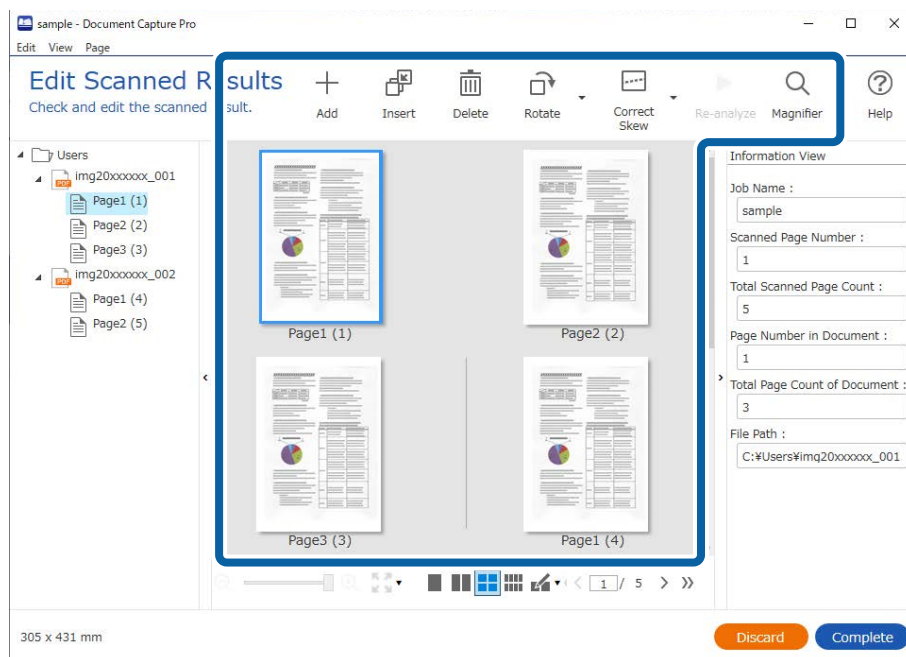 sample - Document Capture Pro
Edit View Page
Edit Scanned R sults
Check and edit the scanned sult.
Add
Insert
Delete
Rotate
Correct Skew
Re-analyze
Magnifier
Help
Users
img20xxxxxx_001
PDF
Page1 (1)
Page2 (2)
Page3 (3)
img20xxxxxx_002
PDF
Page1 (4)
Page2 (5)
Page1 (1)
Page2 (2)
Page3 (3)
Page1 (4)
Information View
Job Name :
sample
Scanned Page Number :
1
Total Scanned Page Count :
5
Page Number in Document :
1
Total Page Count of Document :
3
File Path :
C:¥Users¥img20xxxxxx_001
1 / 5
305 x 431 mm
Discard
Complete